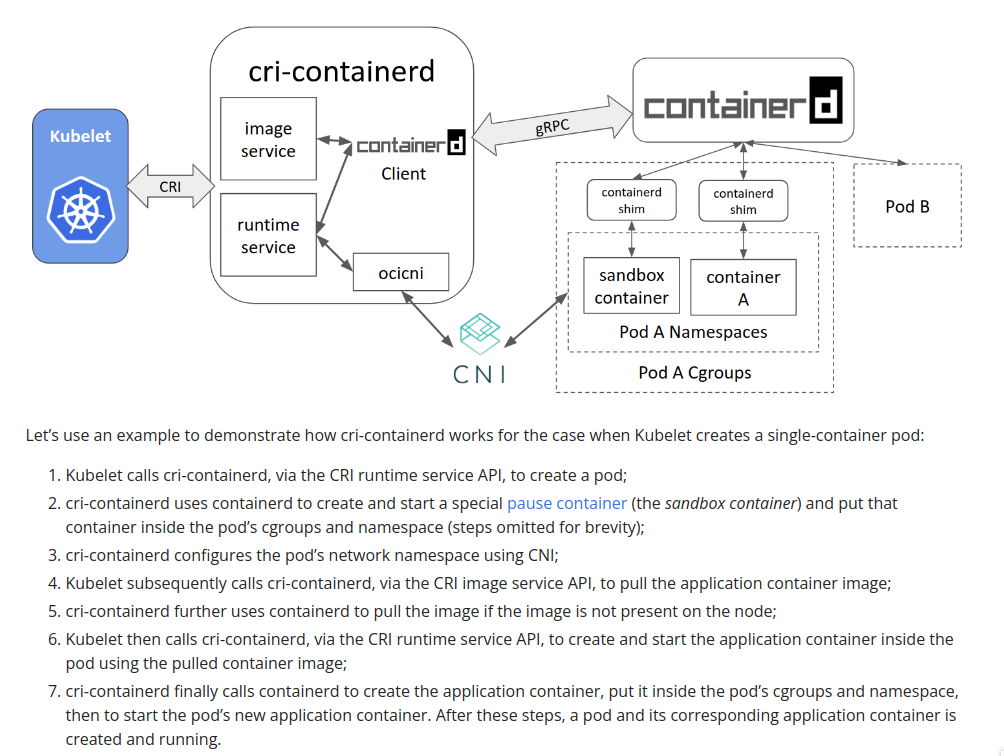 cri-containerd
image
service
containerd
Client
runtime
service
ocicni
Kubelet
CRI
gRPC
containerd
containerd
shim
containerd
shim
Pod B
sandbox
container
container
A
Pod A Namespaces
Pod A Cgroups
CNI
Let’s use an example to demonstrate how cri-containerd works for the case when Kubelet creates a single-container pod:
1. Kubelet calls cri-containerd, via the CRI runtime service API, to create a pod;
2. cri-containerd uses containerd to create and start a special pause container (the sandbox container) and put that
container inside the pod’s cgroups and namespace (steps omitted for brevity);
3. cri-containerd configures the pod’s network namespace using CNI;
4. Kubelet subsequently calls cri-containerd, via the CRI image service API, to pull the application container image;
5. cri-containerd further uses containerd to pull the image if the image is not present on the node;
6. Kubelet then calls cri-containerd, via the CRI runtime service API, to create and start the application container inside the
pod using the pulled container image;
7. cri-containerd finally calls containerd to create the application container, put it inside the pod’s cgroups and namespace,
then to start the pod’s new application container. After these steps, a pod and its corresponding application container is
created and running.